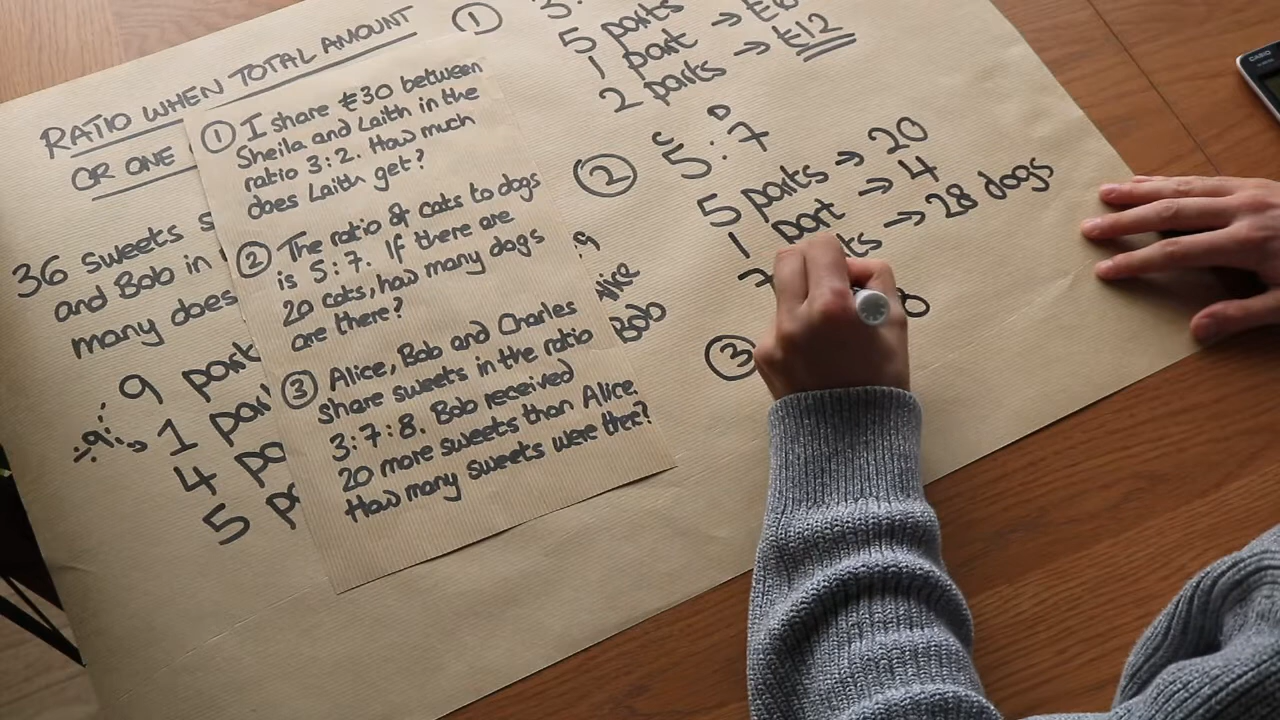 RATIO WHEN TOTAL AMOUNT
OR ONE
36 sweets s
and Bob in
many does
9 part
÷9
1 par
4 pa
5 p
① I share £30 between
Sheila and Laith in the
ratio 3:2. How much
does Laith get?
② The ratio of cats to dogs
is 5:7. If there are
20 cats, how many dogs
are there?
③ Alice, Bob and Charles
share sweets in the ratio
3:7:8. Bob received
20 more sweets than Alice.
How many sweets were there?
Bob
①
5 parts
1 part → £6
2 parts → £12
② C D
5:7
5 parts → 20
1 part → 4
7 → 28 dogs
③ 8
CASIO